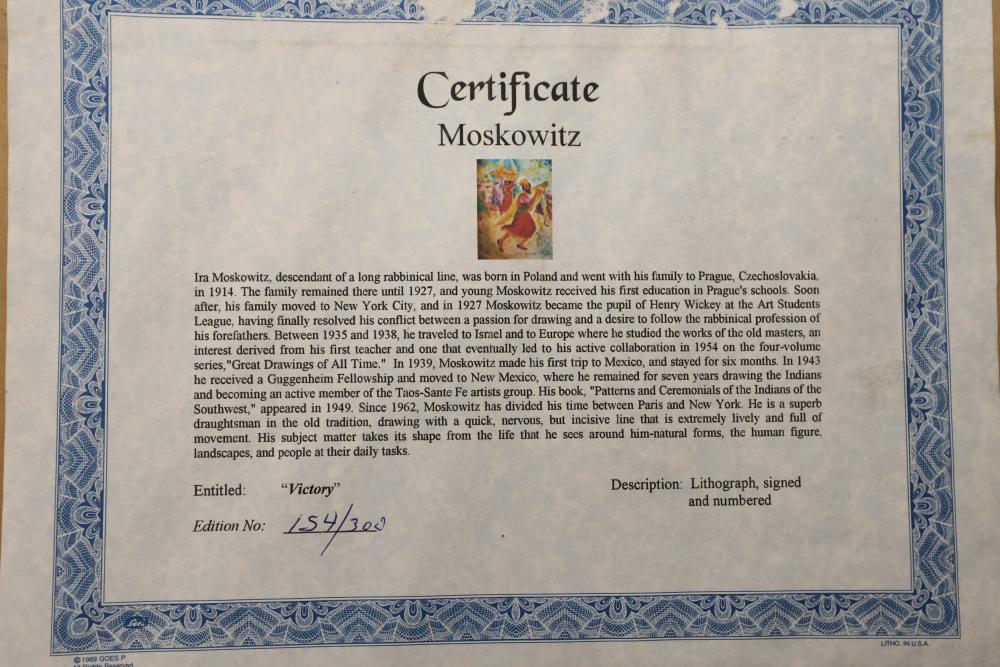 Certificate
Moskowitz
Ira Moskowitz, descendant of a long rabbinical line, was born in Poland and went with his family to Prague, Czechoslovakia,
in 1914. The family remained there until 1927, and young Moskowitz received his first education in Prague's schools. Soon
after, his family moved to New York City, and in 1927 Moskowitz became the pupil of Henry Wickey at the Art Students
League, having finally resolved his conflict between a passion for drawing and a desire to follow the rabbinical profession of
his forefathers. Between 1935 and 1938, he traveled to Israel and to Europe where he studied the works of the old masters, an
interest derived from his first teacher and one that eventually led to his active collaboration in 1954 on the four-volume
series,"Great Drawings of All Time." In 1939, Moskowitz made his first trip to Mexico, and stayed for six months. In 1943
he received a Guggenheim Fellowship and moved to New Mexico, where he remained for seven years drawing the Indians
and becoming an active member of the Taos-Sante Fe artists group. His book, "Patterns and Ceremonials of the Indians of the
Southwest," appeared in 1949. Since 1962, Moskowitz has divided his time between Paris and New York. He is a superb
draughtsman in the old tradition, drawing with a quick, nervous, but incisive line that is extremely lively and full of
movement. His subject matter takes its shape from the life that he sees around him-natural forms, the human figure,
landscapes, and people at their daily tasks.
Entitled: “Victory”
Description: Lithograph, signed
and numbered
Edition No: 154/300
© 1989 GOES P
All Rights Reserved
LITHO. IN U.S.A.